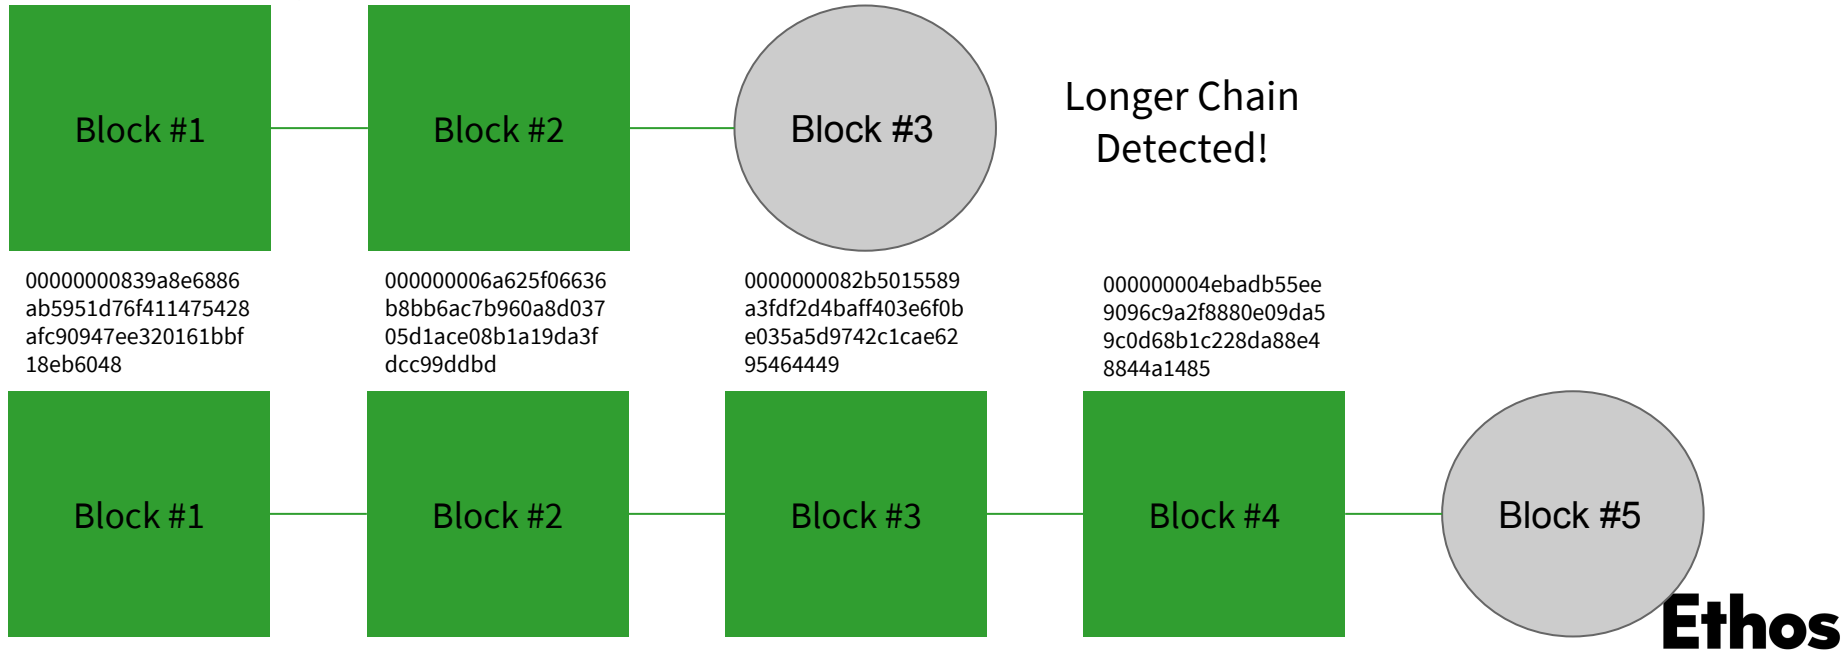 Block #1
Block #2
Block #3
Longer Chain
Detected!
00000000839a8e6886
ab5951d76f411475428
afc90947ee320161bbf
18eb6048
000000006a625f06636
b8bb6ac7b960a8d037
05d1ace08b1a19da3f
dcc99ddbd
0000000082b5015589
a3fdf2d4baff403e6f0b
e035a5d9742c1cae62
95464449
000000004ebadb55ee
9096c9a2f8880e09da5
9c0d68b1c228da88e4
8844a1485
Block #1
Block #2
Block #3
Block #4
Block #5
Ethos